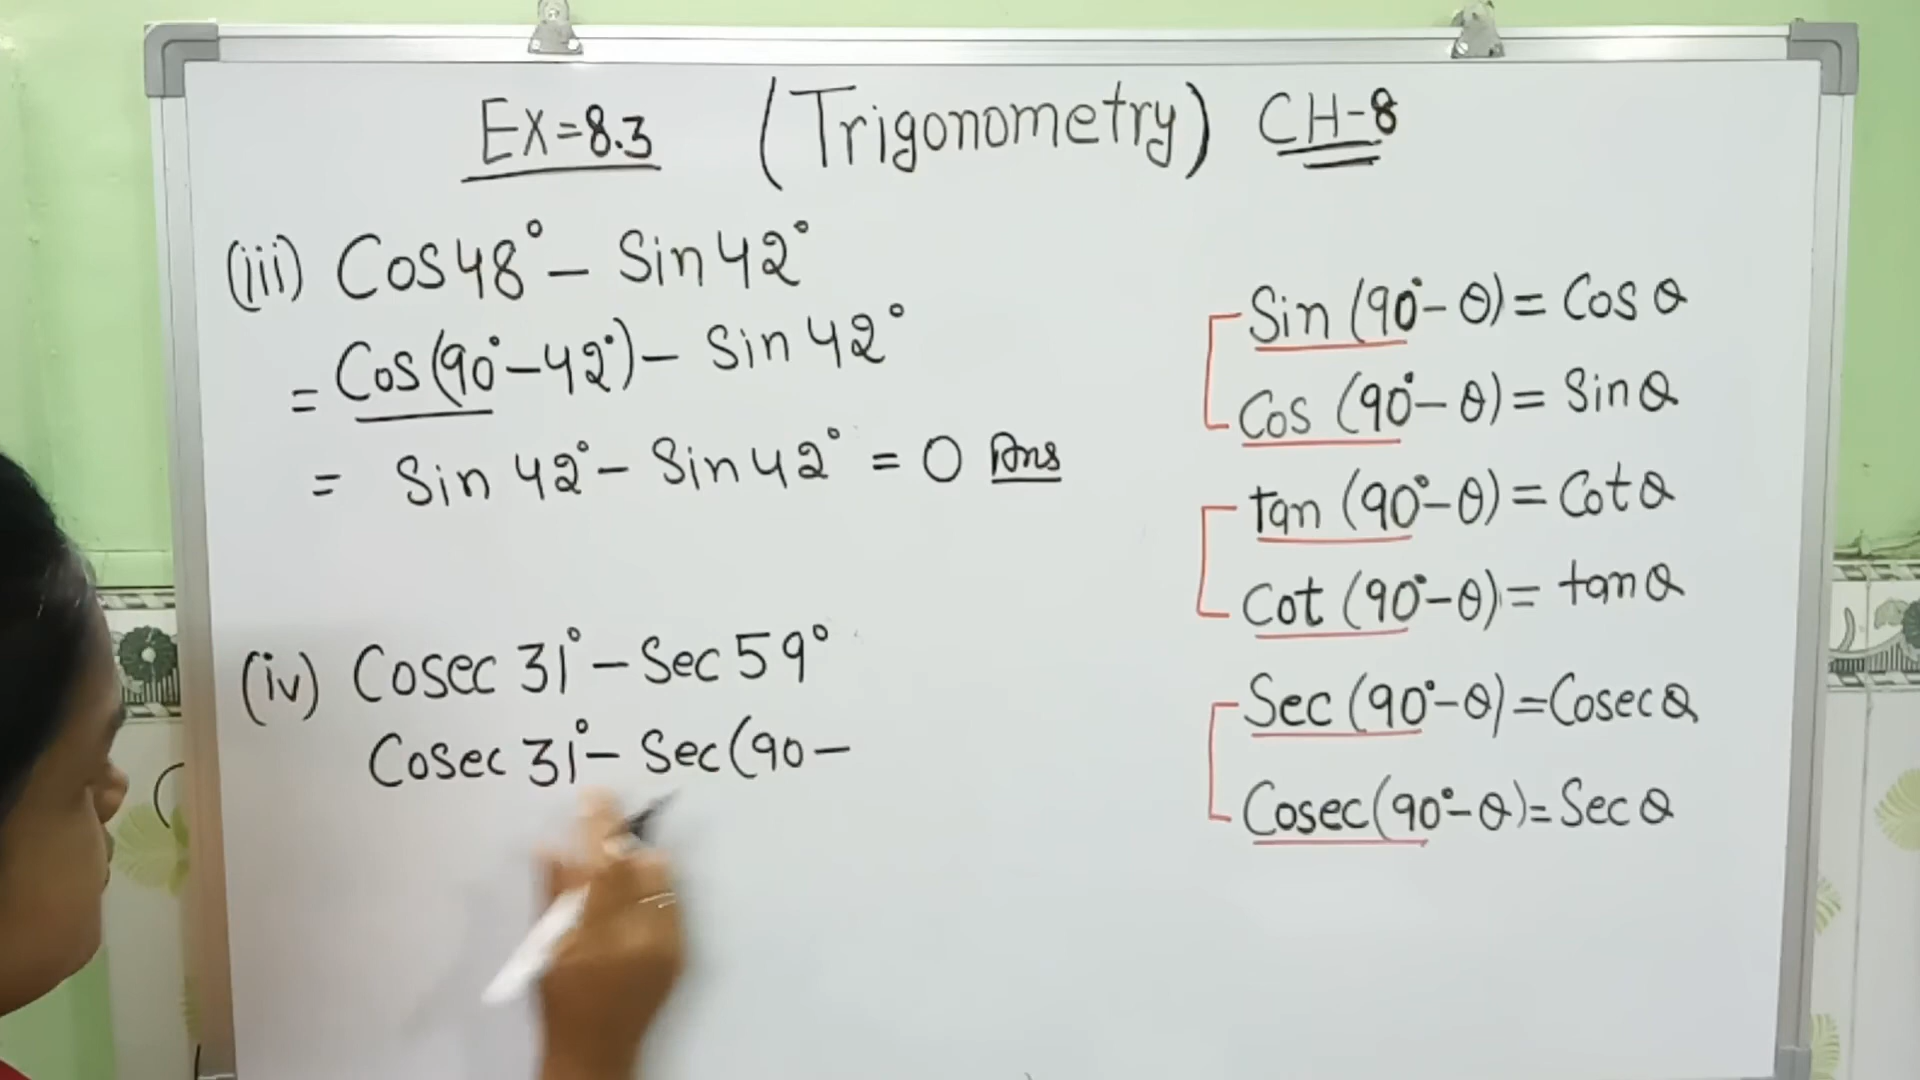 EX=8.3 (Trigonometry) CH-8
(iii) Cos48° – Sin42°
= Cos(90°–42°) – Sin42°
= Sin42° – Sin42° = 0 Ans
(iv) Cosec31° – Sec59°
Cosec31° – Sec(90–
Sin(90°–θ) = Cosθ
Cos(90°–θ) = Sinθ
tan(90°–θ) = Cotθ
Cot(90°–θ) = tanθ
Sec(90°–θ) = Cosecθ
Cosec(90°–θ) = Secθ